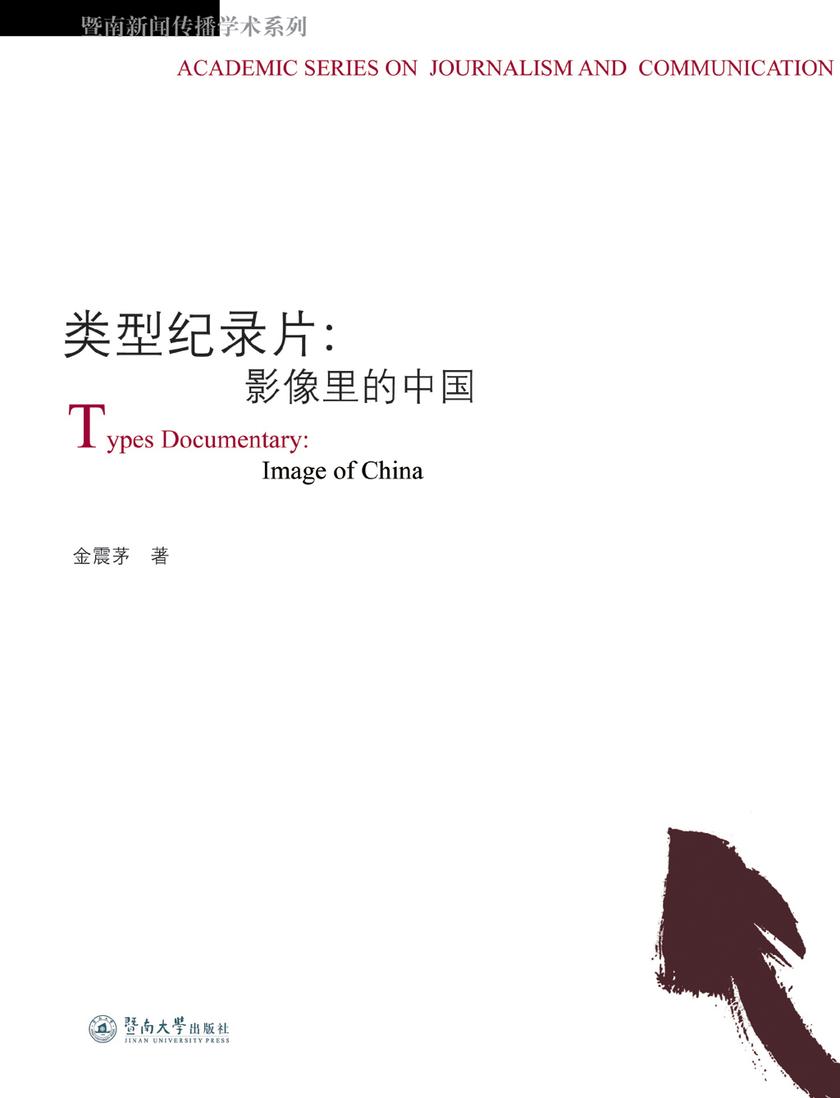 暨南新闻传播学术系列
ACADEMIC SERIES ON JOURNALISM AND COMMUNICATION
类型纪录片:
影像里的中国
Types Documentary:
Image of China
金震茅 著
暨南大学出版社
JINAN UNIVERSITY PRESS